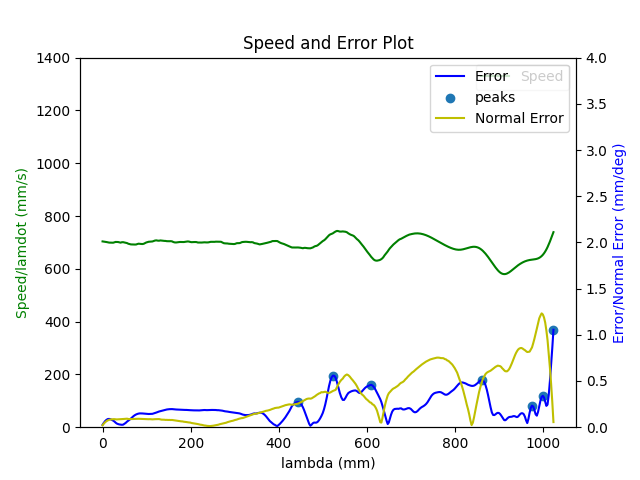 Speed and Error Plot
1400
1200
1000
800
600
400
200
0
Speed/lamdot (mm/s)
4.0
3.5
3.0
2.5
2.0
1.5
1.0
0.5
0.0
Error/Normal Error (mm/deg)
Error
Speed
peaks
Normal Error
0 200 400 600 800 1000
lambda (mm)